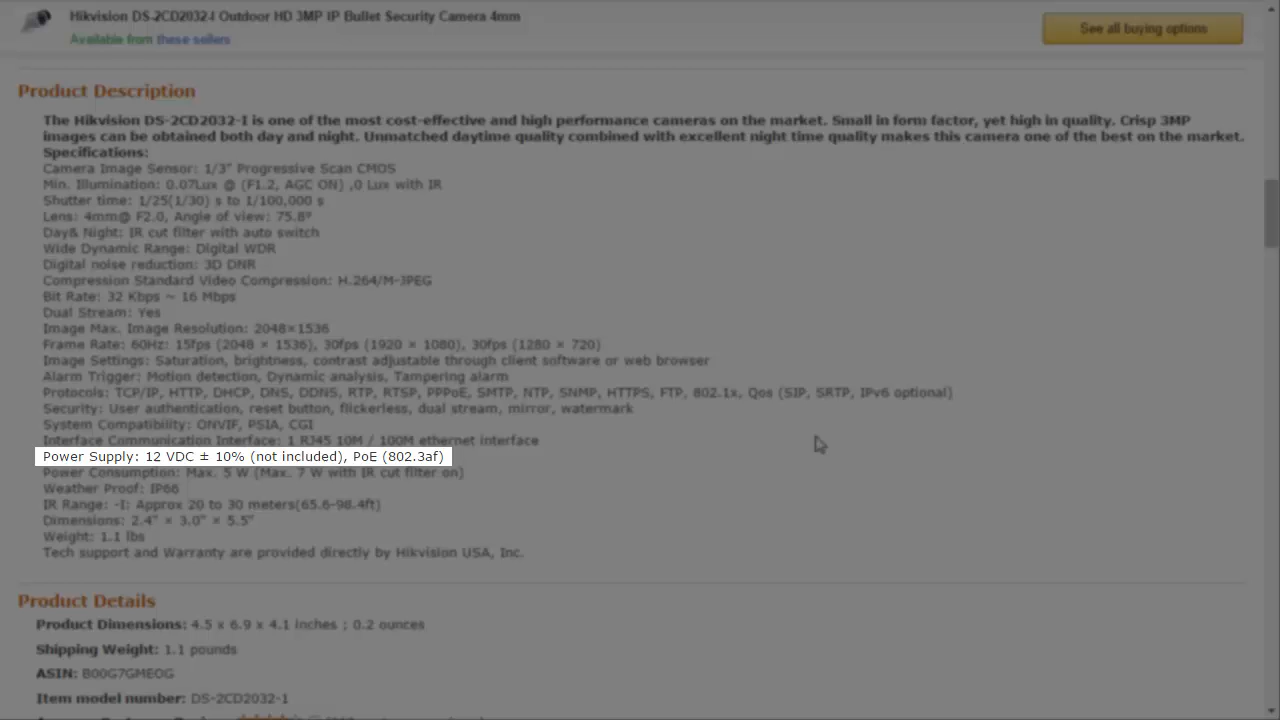 Hikvision DS-2CD2032-I Outdoor HD 3MP IP Bullet Security Camera 4mm
Available from these sellers
See all buying options
Product Description
The Hikvision DS-2CD2032-I is one of the most cost-effective and high performance cameras on the market. Small in form factor, yet high in quality. Crisp 3MP
images can be obtained both day and night. Unmatched daytime quality combined with excellent night time quality makes this camera one of the best on the market.
Specifications:
Camera Image Sensor: 1/3" Progressive Scan CMOS
Min. Illumination: 0.07Lux @ (F1.2, AGC ON) ,0 Lux with IR
Shutter time: 1/25(1/30) s to 1/100,000 s
Lens: 4mm@ F2.0, Angle of view: 75.8º
Day& Night: IR cut filter with auto switch
Wide Dynamic Range: Digital WDR
Digital noise reduction: 3D DNR
Compression Standard Video Compression: H.264/M-JPEG
Bit Rate: 32 Kbps ~ 16 Mbps
Dual Stream: Yes
Image Max. Image Resolution: 2048×1536
Frame Rate: 60Hz: 15fps (2048 × 1536), 30fps (1920 × 1080), 30fps (1280 × 720)
Image Settings: Saturation, brightness, contrast adjustable through client software or web browser
Alarm Trigger: Motion detection, Dynamic analysis, Tampering alarm
Protocols: TCP/IP, HTTP, DHCP, DNS, DDNS, RTP, RTSP, PPPoE, SMTP, NTP, SNMP, HTTPS, FTP, 802.1x, Qos (SIP, SRTP, IPv6 optional)
Security: User authentication, reset button, flickerless, dual stream, mirror, watermark
System Compatibility: ONVIF, PSIA, CGI
Interface Communication Interface: 1 RJ45 10M / 100M ethernet interface
Power Supply: 12 VDC ± 10% (not included), PoE (802.3af)
Power Consumption: Max. 5 W (Max. 7 W with IR cut filter on)
Weather Proof: IP66
IR Range: -I: Approx 20 to 30 meters(65.6-98.4ft)
Dimensions: 2.4" × 3.0" × 5.5"
Weight: 1.1 lbs
Tech support and Warranty are provided directly by Hikvision USA, Inc.
Product Details
Product Dimensions: 4.5 x 6.9 x 4.1 inches ; 0.2 ounces
Shipping Weight: 1.1 pounds
ASIN: B00G7GMEOG
Item model number: DS-2CD2032-1